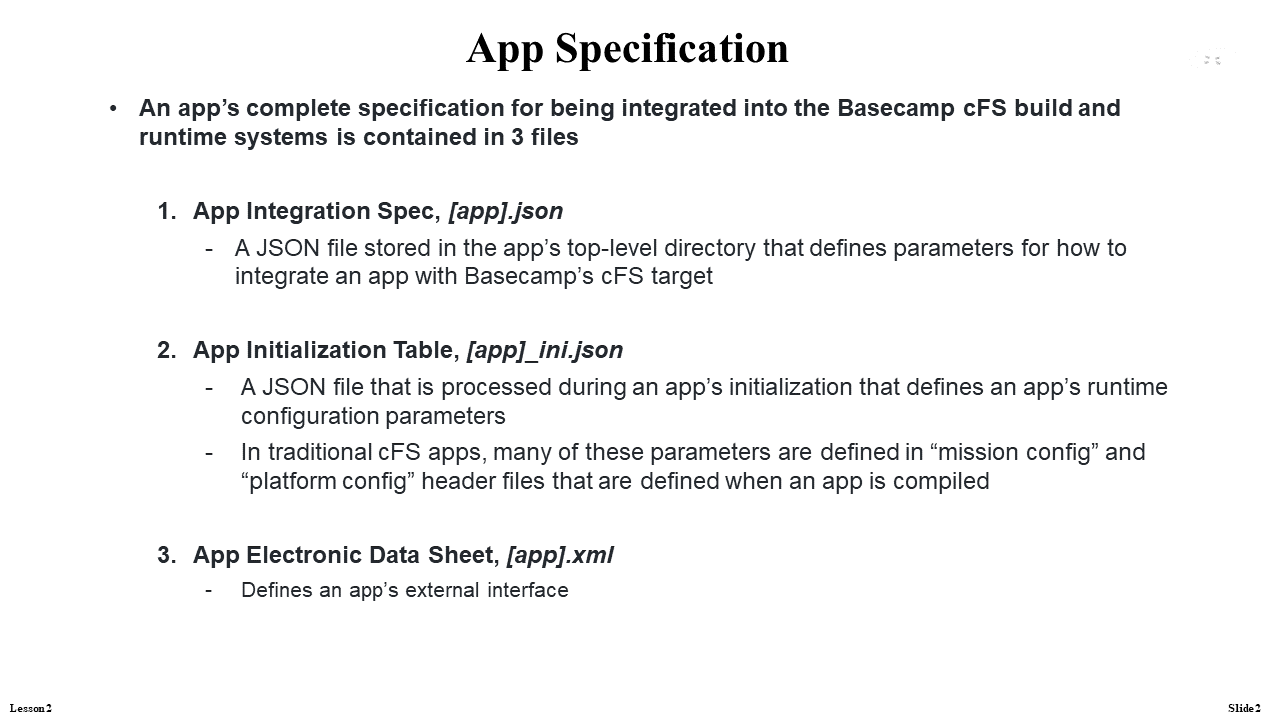 App Specification
• An app’s complete specification for being integrated into the Basecamp cFS build and
runtime systems is contained in 3 files
1. App Integration Spec, [app].json
- A JSON file stored in the app’s top-level directory that defines parameters for how to
integrate an app with Basecamp’s cFS target
2. App Initialization Table, [app]_ini.json
- A JSON file that is processed during an app’s initialization that defines an app’s runtime
configuration parameters
- In traditional cFS apps, many of these parameters are defined in “mission config” and
“platform config” header files that are defined when an app is compiled
3. App Electronic Data Sheet, [app].xml
- Defines an app’s external interface
Lesson 2
Slide 2